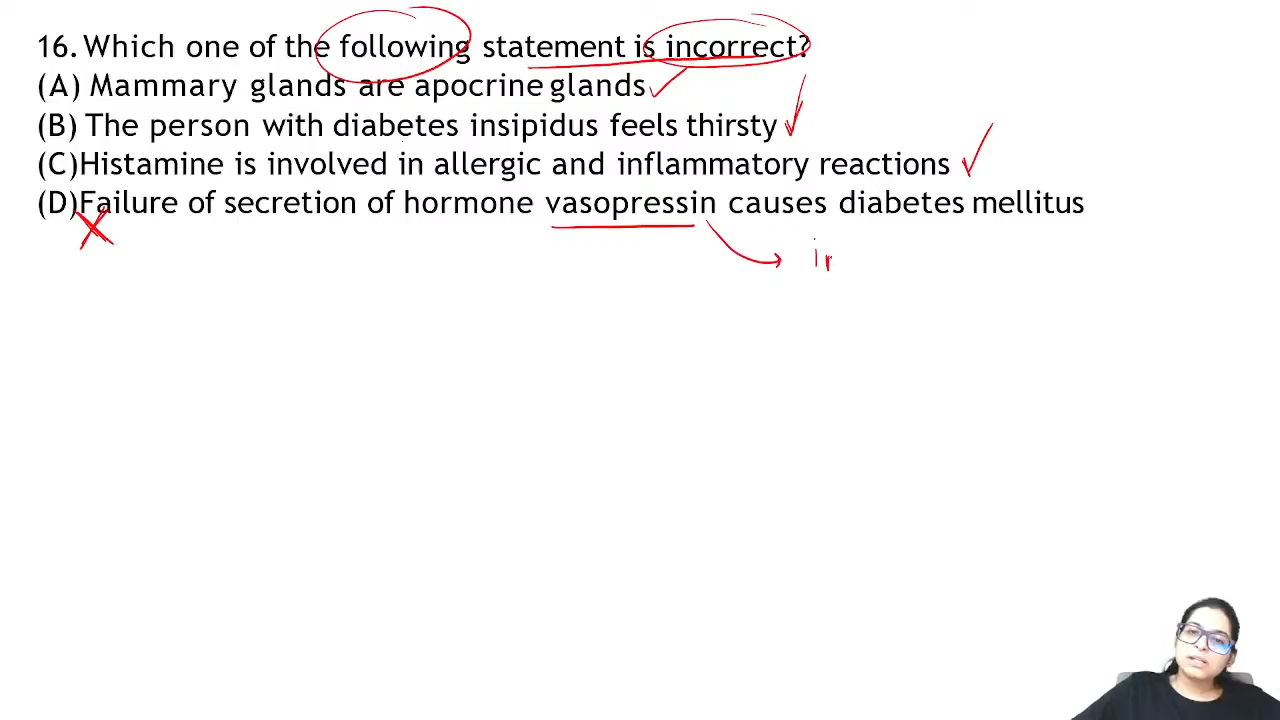 16. Which one of the following statement is incorrect?
(A) Mammary glands are apocrine glands
(B) The person with diabetes insipidus feels thirsty
(C)Histamine is involved in allergic and inflammatory reactions
(D)Failure of secretion of hormone vasopressin causes diabetes mellitus